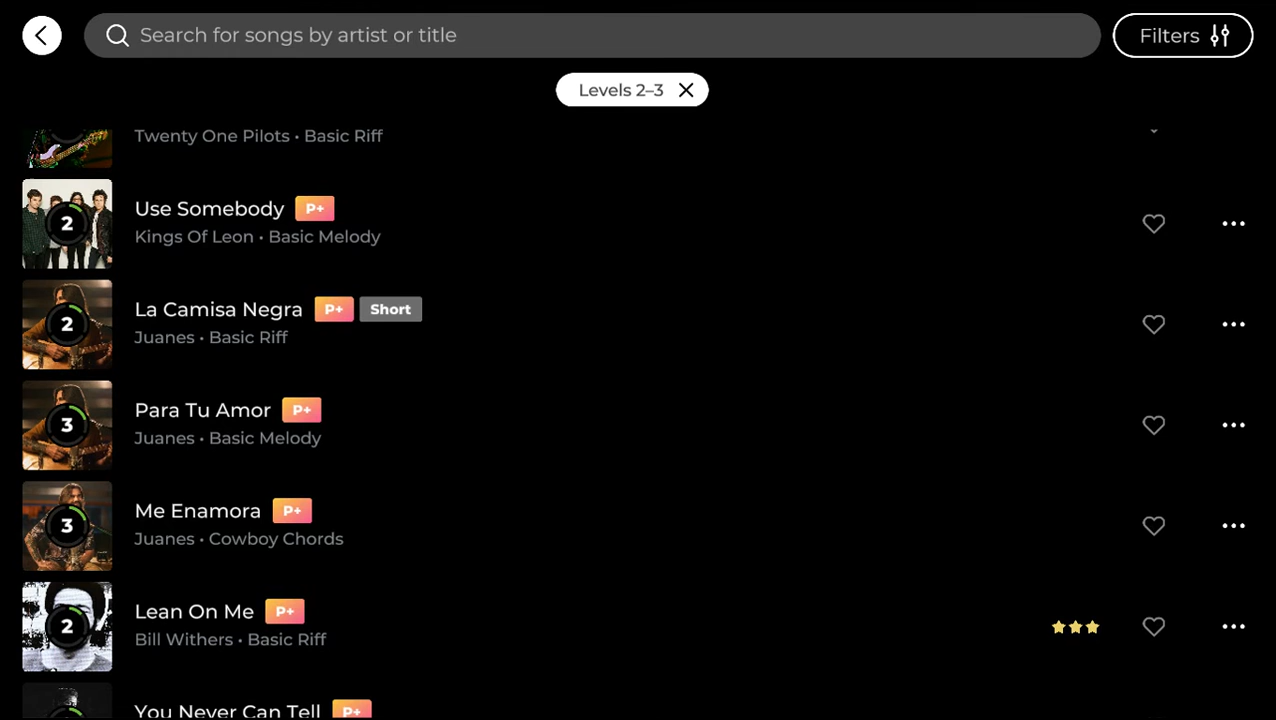 Search for songs by artist or title
Filters
Levels 2–3
Twenty One Pilots • Basic Riff
2
Use Somebody P+
Kings Of Leon • Basic Melody
2
La Camisa Negra P+ Short
Juanes • Basic Riff
3
Para Tu Amor P+
Juanes • Basic Melody
3
Me Enamora P+
Juanes • Cowboy Chords
2
Lean On Me P+
Bill Withers • Basic Riff
You Never Can Tell P+